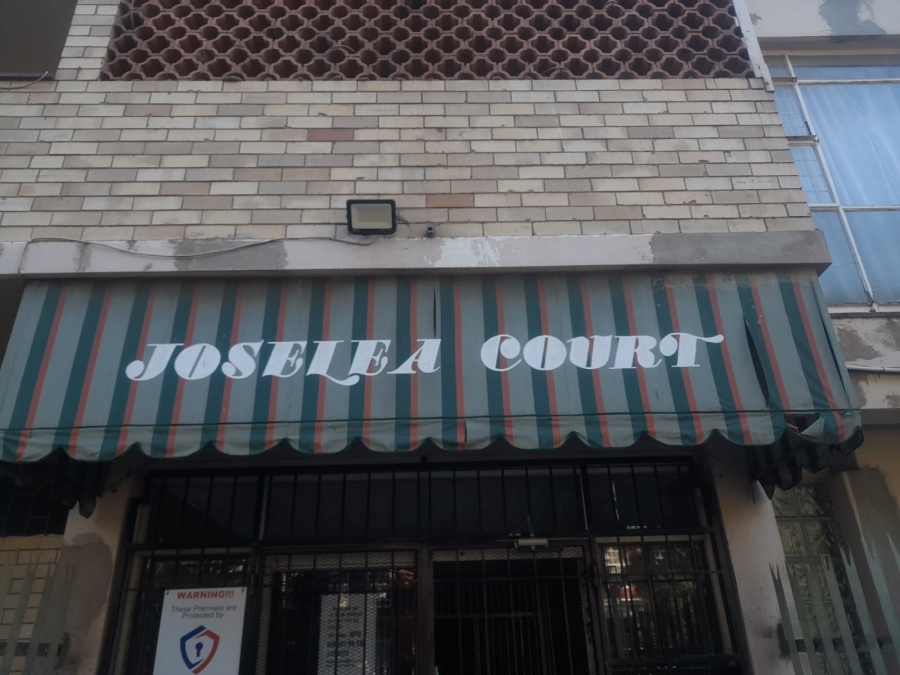 JOSELEA COURT
WARNING!!!
These Premises are
Protected by